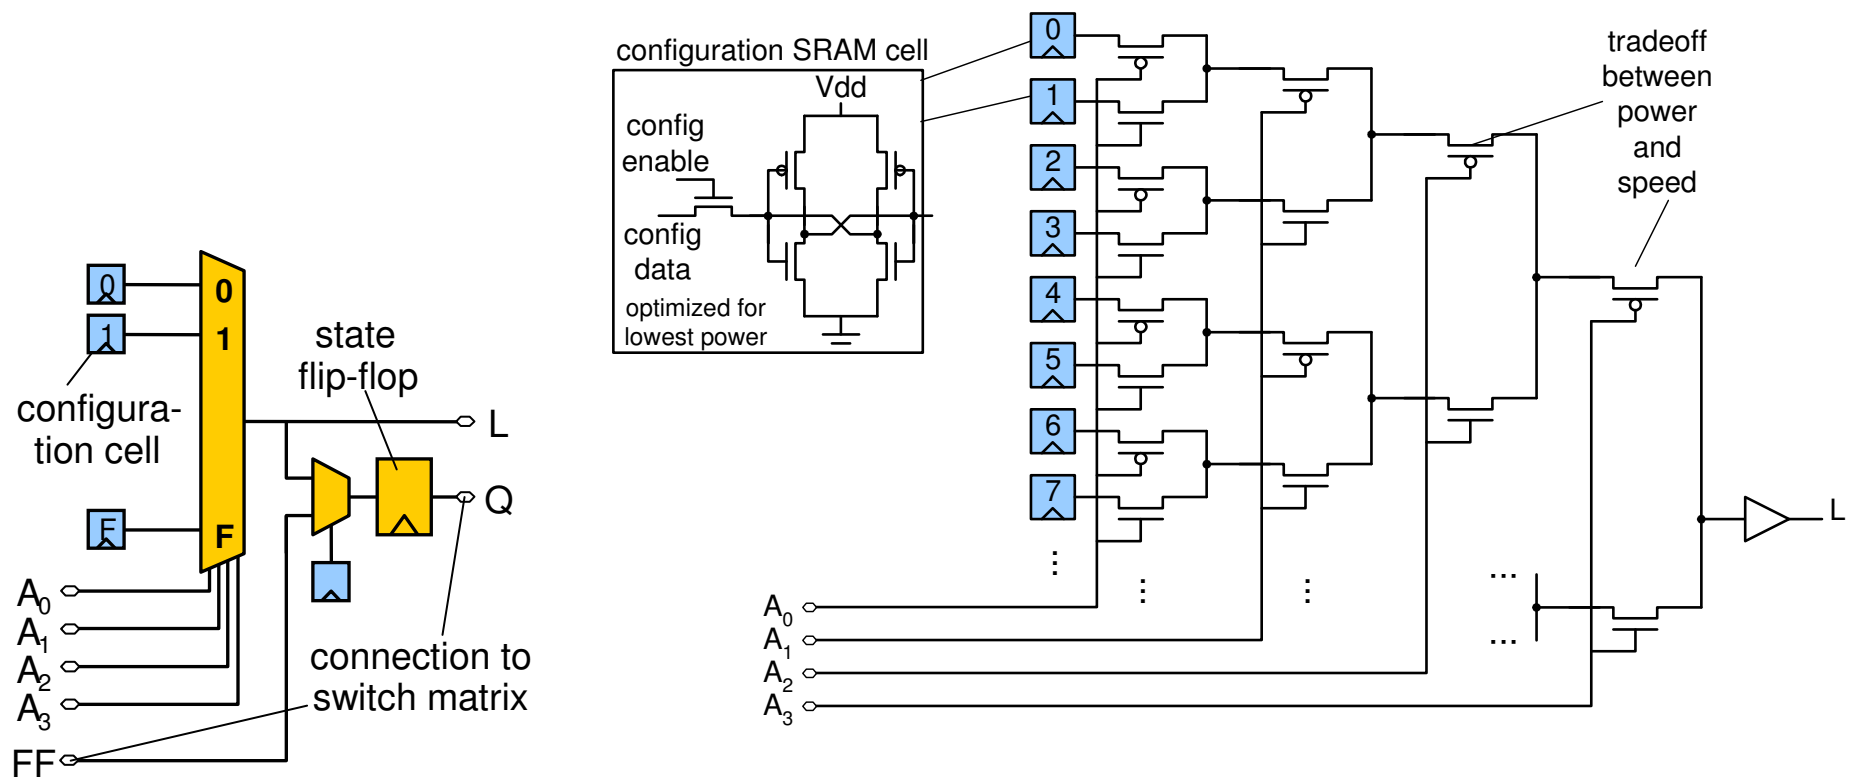 0
1
F
0
1
F
configura-
tion cell
state
flip-flop
L
Q
A0
A1
A2
A3
FF
connection to
switch matrix
configuration SRAM cell
Vdd
config
enable
config
data
optimized for
lowest power
0
1
2
3
4
5
6
7
...
...
...
A0
A1
A2
A3
tradeoff
between
power
and
speed
...
...
L